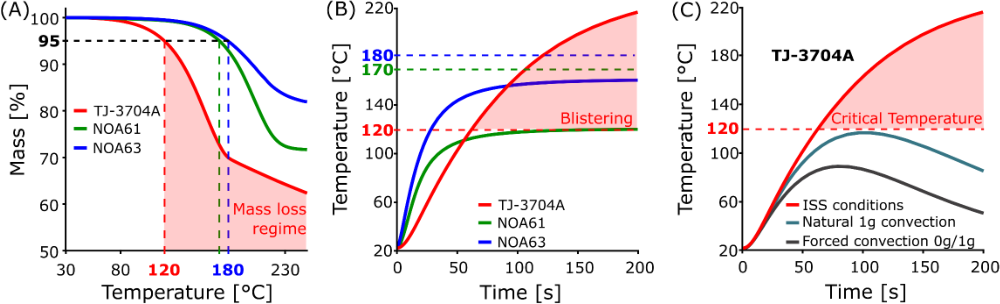 (A)
100
95
90
80
70
60
50
Mass [%]
TJ-3704A
NOA61
NOA63
Mass loss
regime
30
80
120
180
230
Temperature [°C]
(B)
220
180
170
140
120
100
60
20
Temperature [°C]
Blistering
TJ-3704A
NOA61
NOA63
0
50
100
150
200
Time [s]
(C)
220
180
140
120
100
60
20
Temperature [°C]
TJ-3704A
Critical Temperature
ISS conditions
Natural 1g convection
Forced convection 0g/1g
0
50
100
150
200
Time [s]